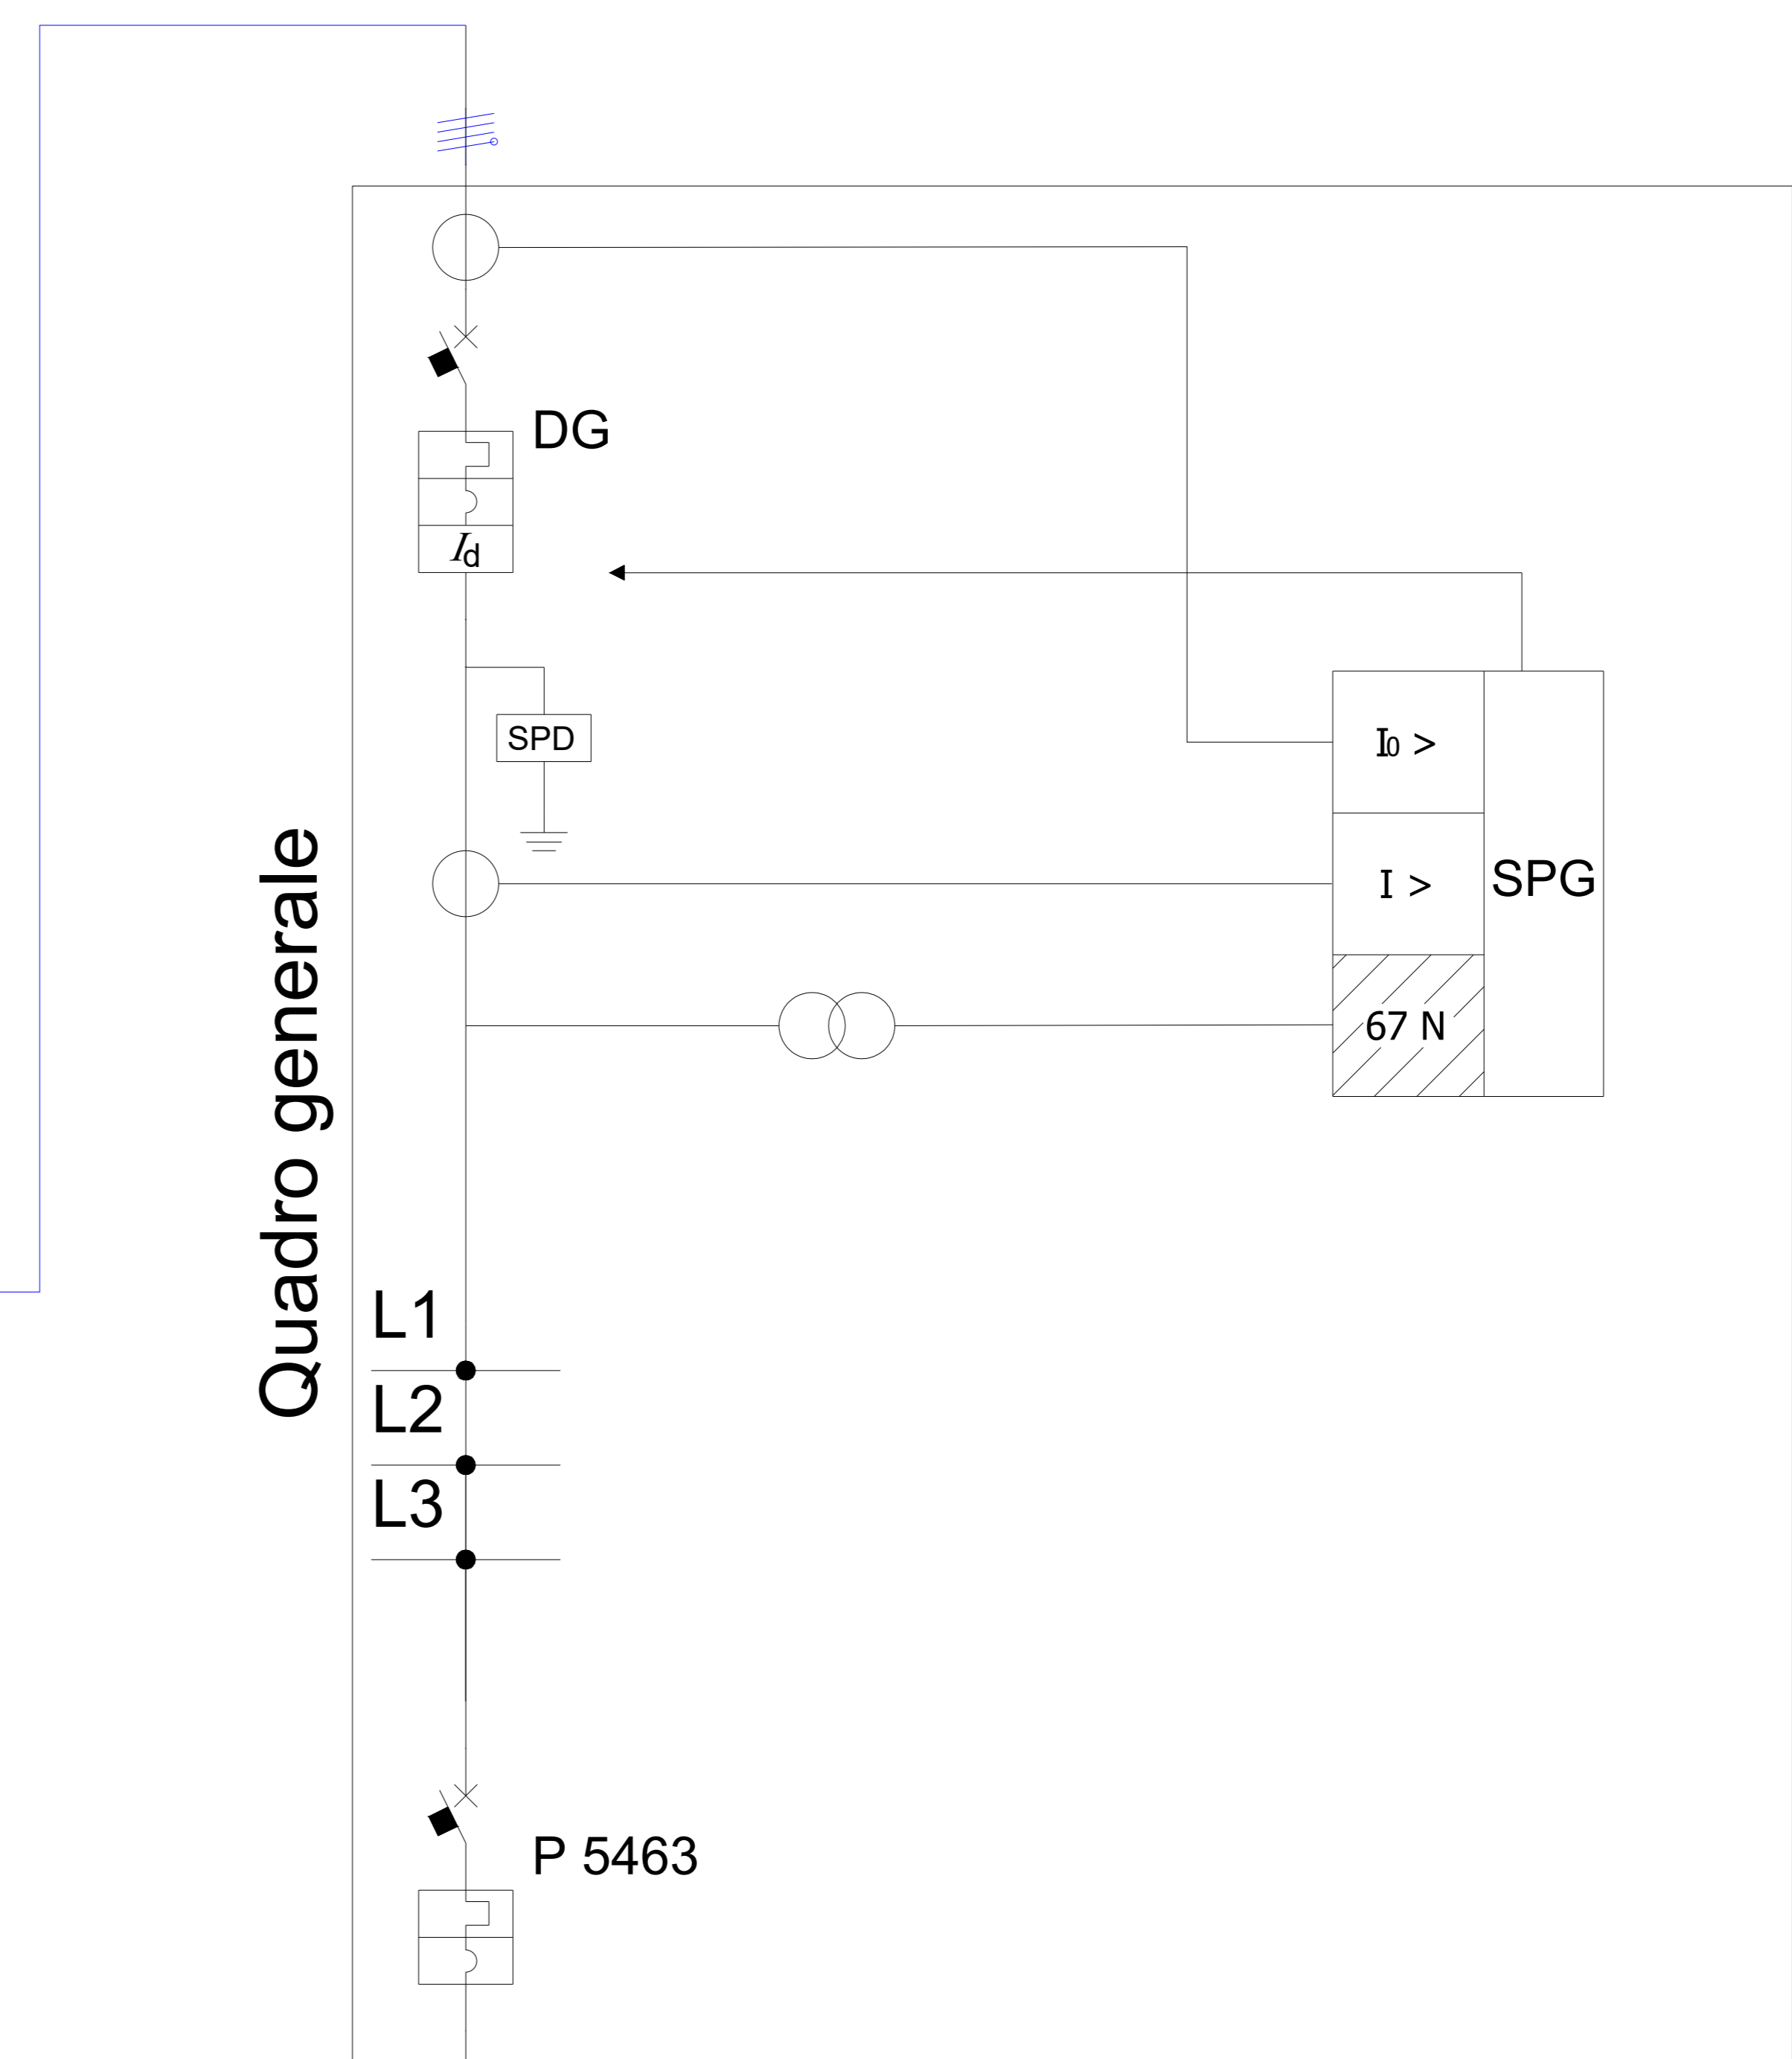 DG
Id
SPD
I0 >
I >
SPG
67 N
Quadro generale
L1
L2
L3
P 5463